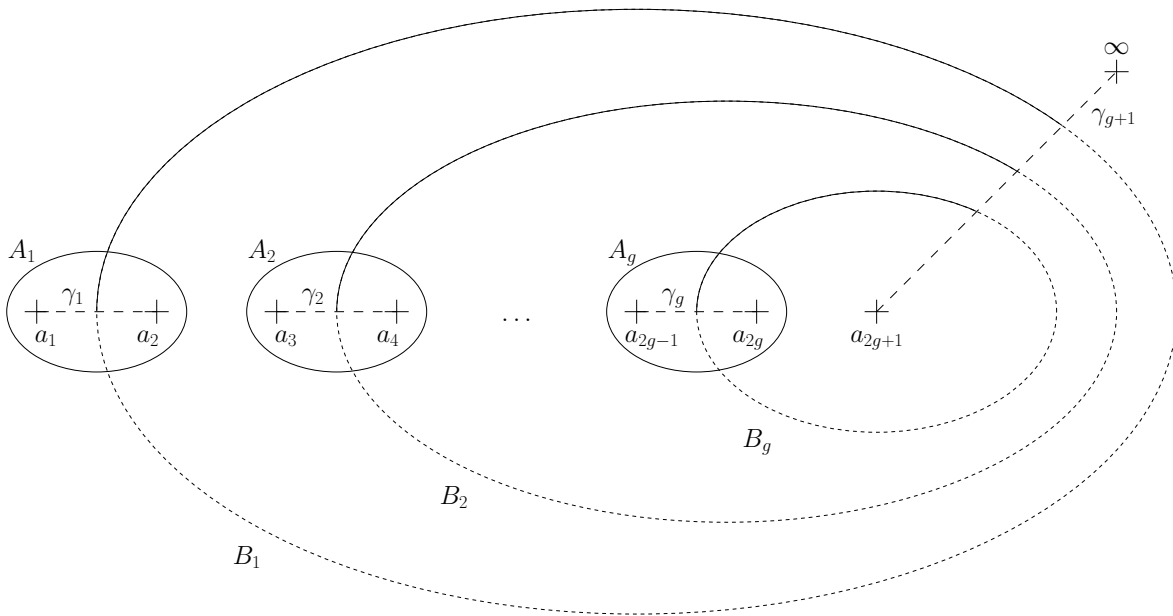 ∞
γ_{g+1}
A_1 A_2 A_g
γ_1 γ_2 γ_g
a_1 a_2 a_3 a_4 … a_{2g−1} a_{2g} a_{2g+1}
B_g
B_2
B_1